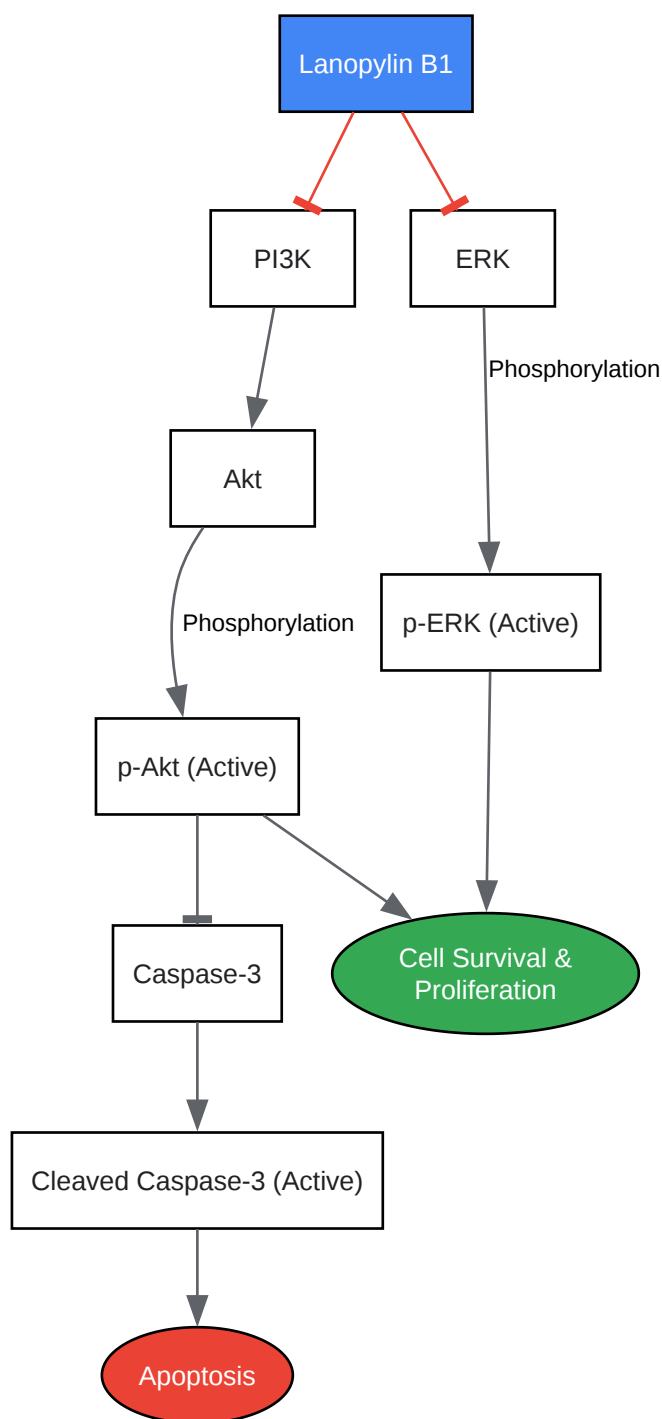 Lanopylin B1
PI3K
ERK
Phosphorylation
Akt
p-ERK (Active)
Phosphorylation
p-Akt (Active)
Caspase-3
Cell Survival &
Proliferation
Cleaved Caspase-3 (Active)
Apoptosis